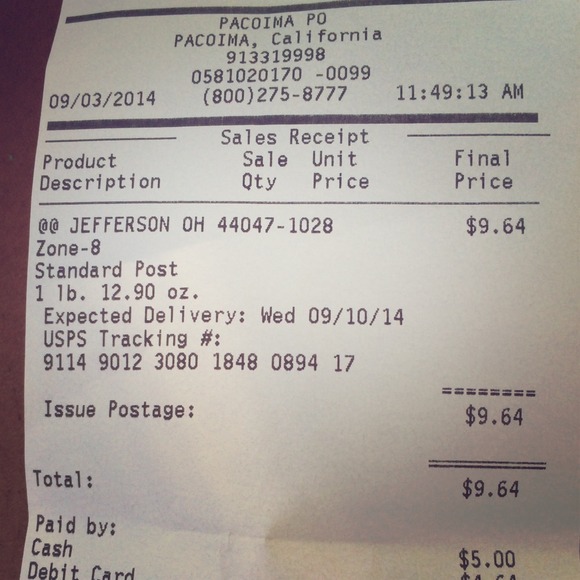 PACOIMA PO
PACOIMA, California
913319998
0581020170 -0099
09/03/2014 (800)275-8777 11:49:13 AM
Sales Receipt
Product Sale Unit Final
Description Qty Price Price
@@ JEFFERSON OH 44047-1028 $9.64
Zone-8
Standard Post
1 lb. 12.90 oz.
Expected Delivery: Wed 09/10/14
USPS Tracking #:
9114 9012 3080 1848 0894 17
========
Issue Postage: $9.64
Total: $9.64
Paid by:
Cash $5.00
Debit Card $4.64